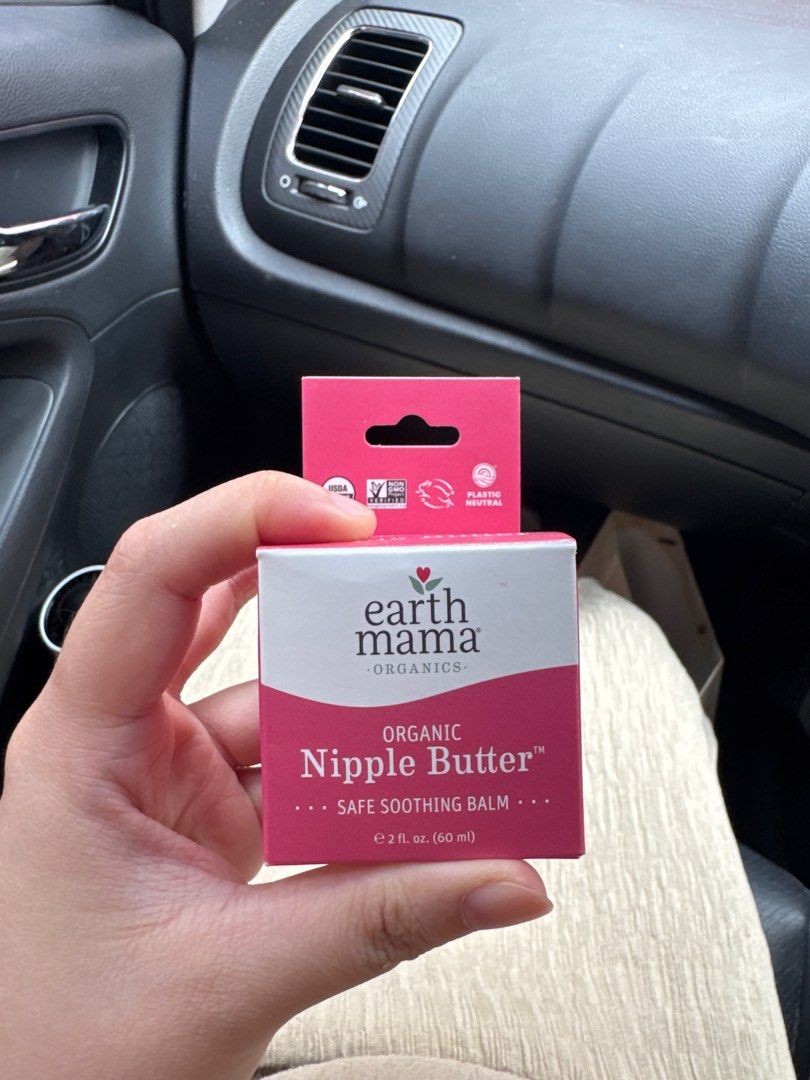 USDA
NON
GMO
VERIFIED
PLASTIC
NEUTRAL
earth
mama®
·ORGANICS·
ORGANIC
Nipple Butter™
··· SAFE SOOTHING BALM ···
℮ 2 fl. oz. (60 ml)